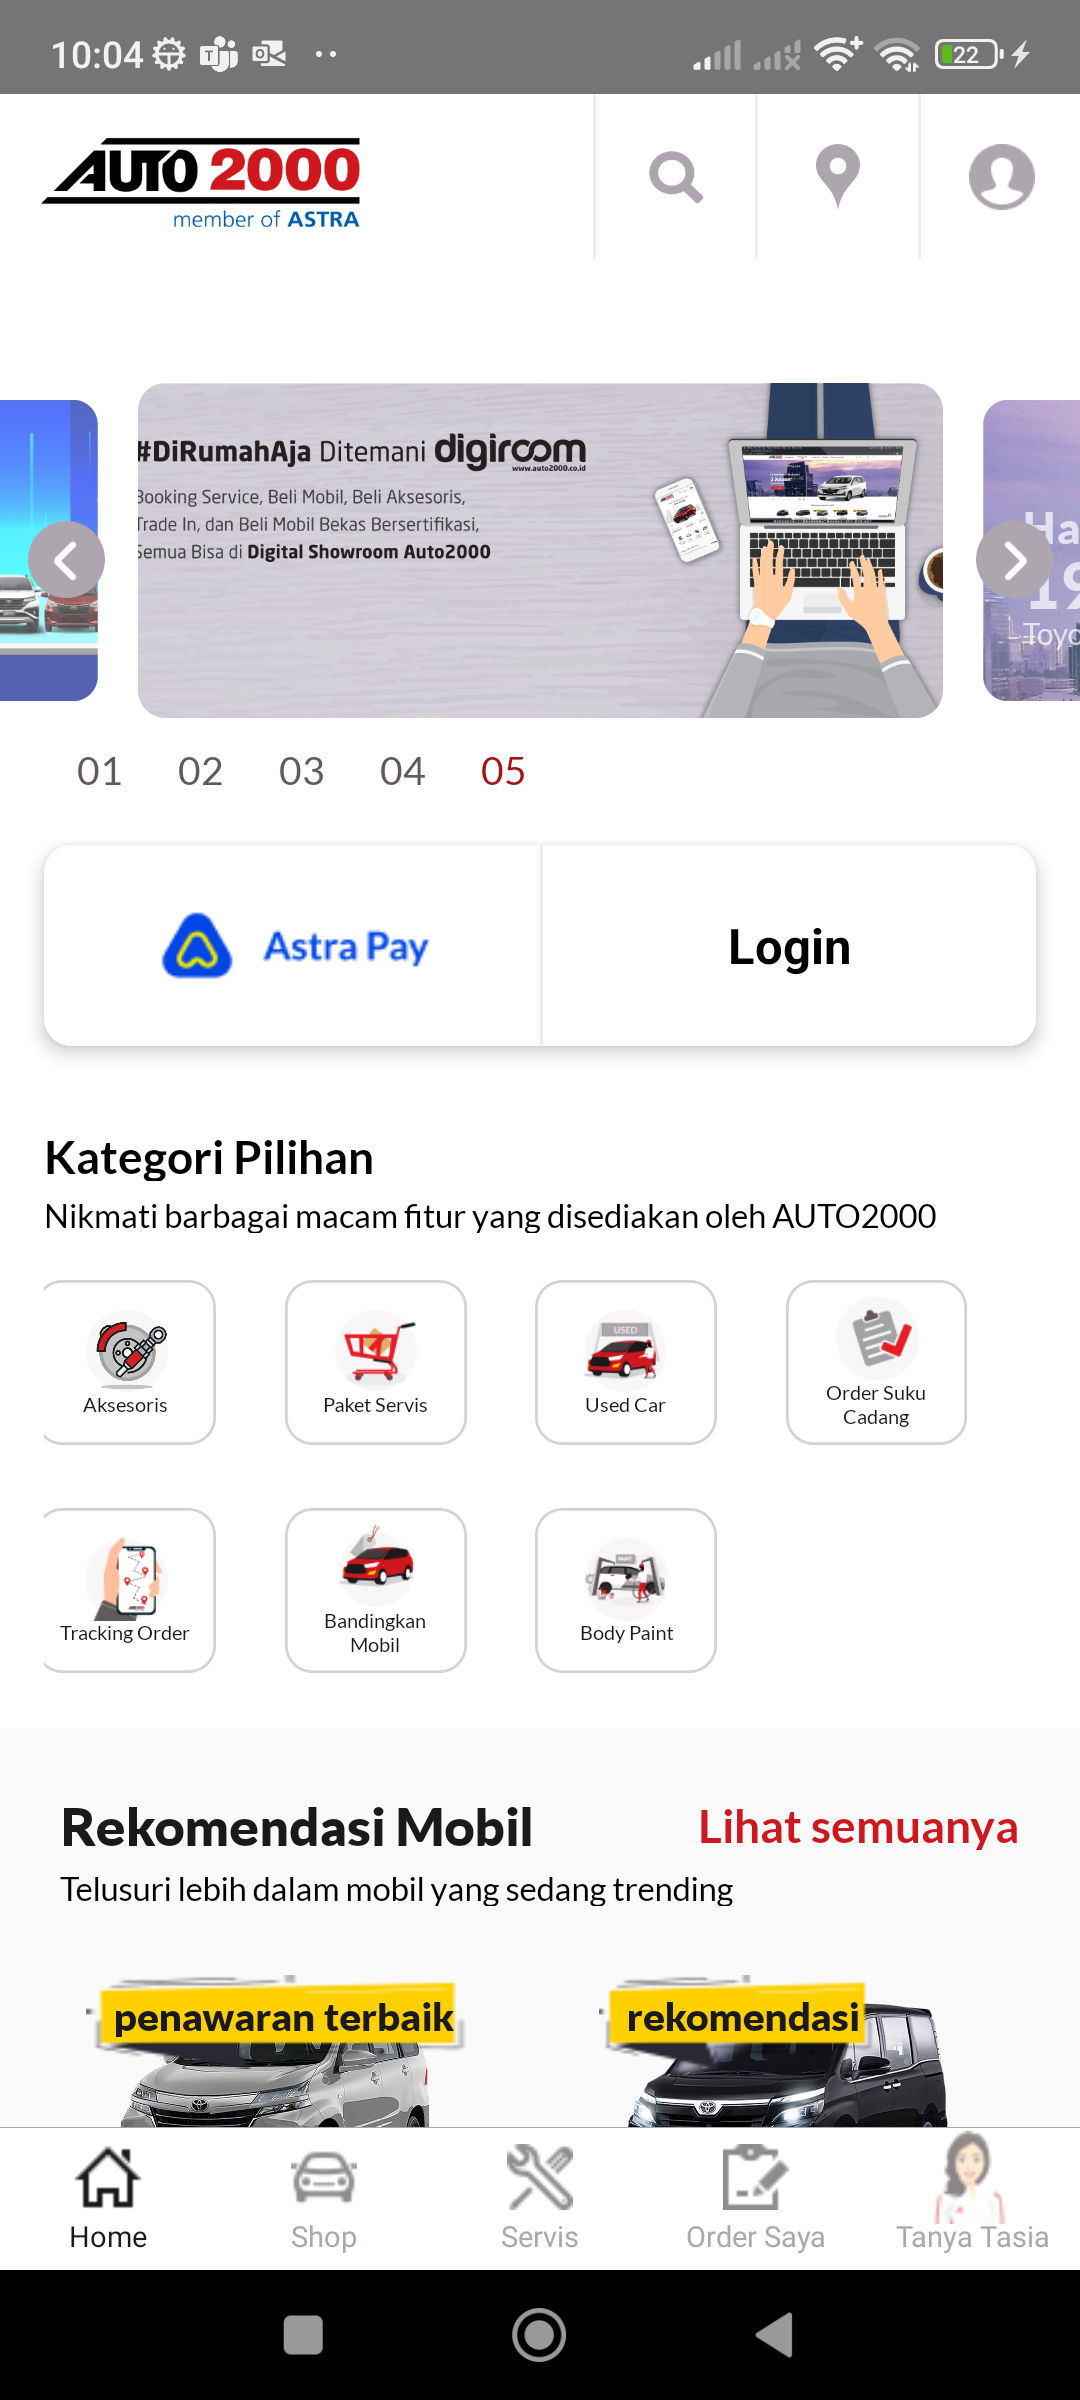 10:04
22
AUTO 2000
member of ASTRA
#DiRumahAja Ditemani digiroom
www.auto2000.co.id
Booking Service, Beli Mobil, Beli Aksesoris,
Trade In, dan Beli Mobil Bekas Bersertifikasi,
Semua Bisa di Digital Showroom Auto2000
Ha
19
Toyo
01 02 03 04 05
Astra Pay
Login
Kategori Pilihan
Nikmati barbagai macam fitur yang disediakan oleh AUTO2000
USED
Aksesoris
Paket Servis
Used Car
Order Suku
Cadang
PAINT
Tracking Order
Bandingkan
Mobil
Body Paint
Rekomendasi Mobil
Lihat semuanya
Telusuri lebih dalam mobil yang sedang trending
penawaran terbaik
rekomendasi
Home
Shop
Servis
Order Saya
Tanya Tasia